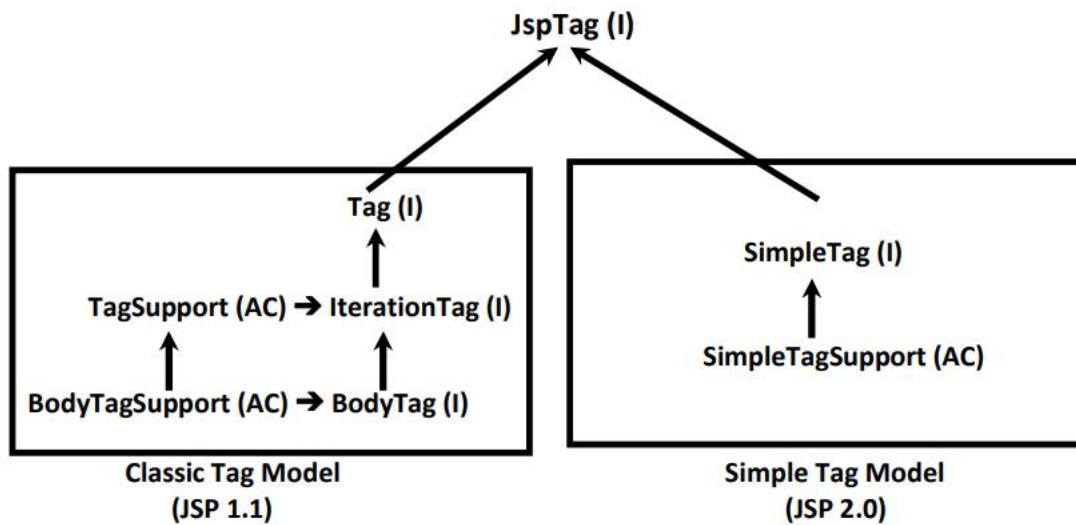 JspTag (I)
Tag (I)
TagSupport (AC) ➔ IterationTag (I)
BodyTagSupport (AC) ➔ BodyTag (I)
Classic Tag Model
(JSP 1.1)
SimpleTag (I)
SimpleTagSupport (AC)
Simple Tag Model
(JSP 2.0)